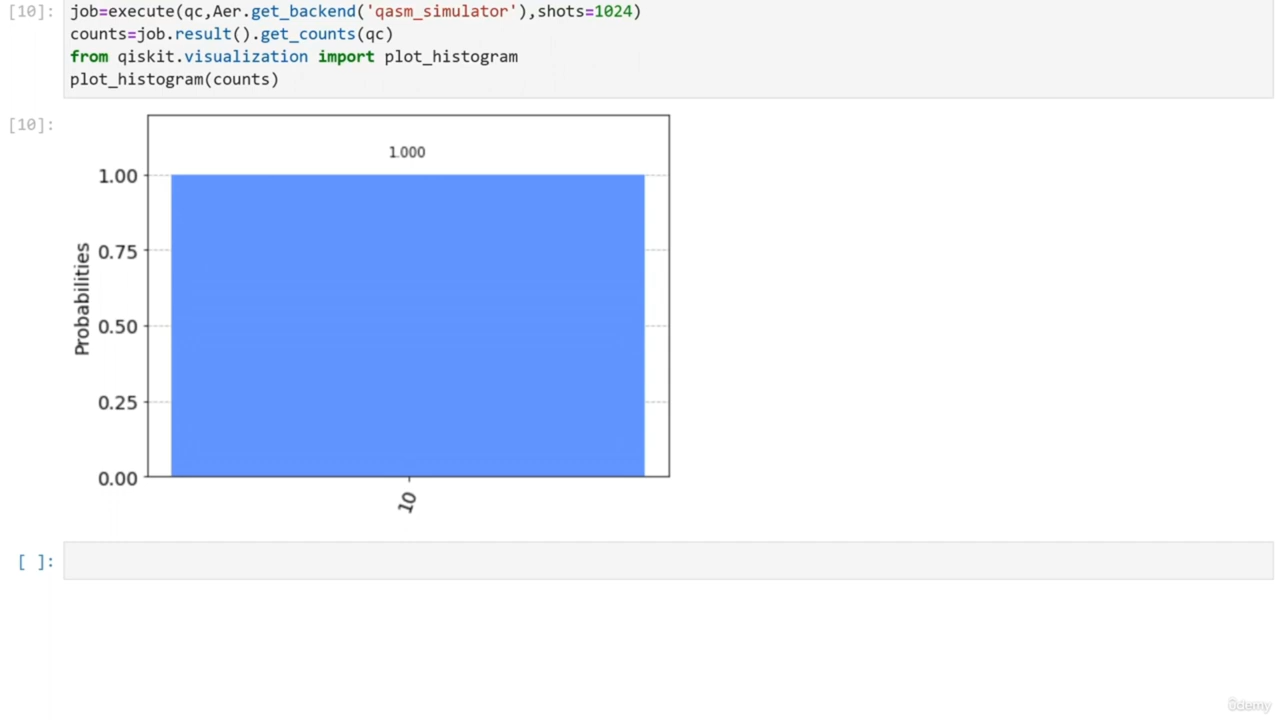 [10]: job=execute(qc,Aer.get_backend('qasm_simulator'),shots=1024)
counts=job.result().get_counts(qc)
from qiskit.visualization import plot_histogram
plot_histogram(counts)
[10]:
1.000
1.00
0.75
0.50
0.25
0.00
Probabilities
10
[ ]:
ûdemy